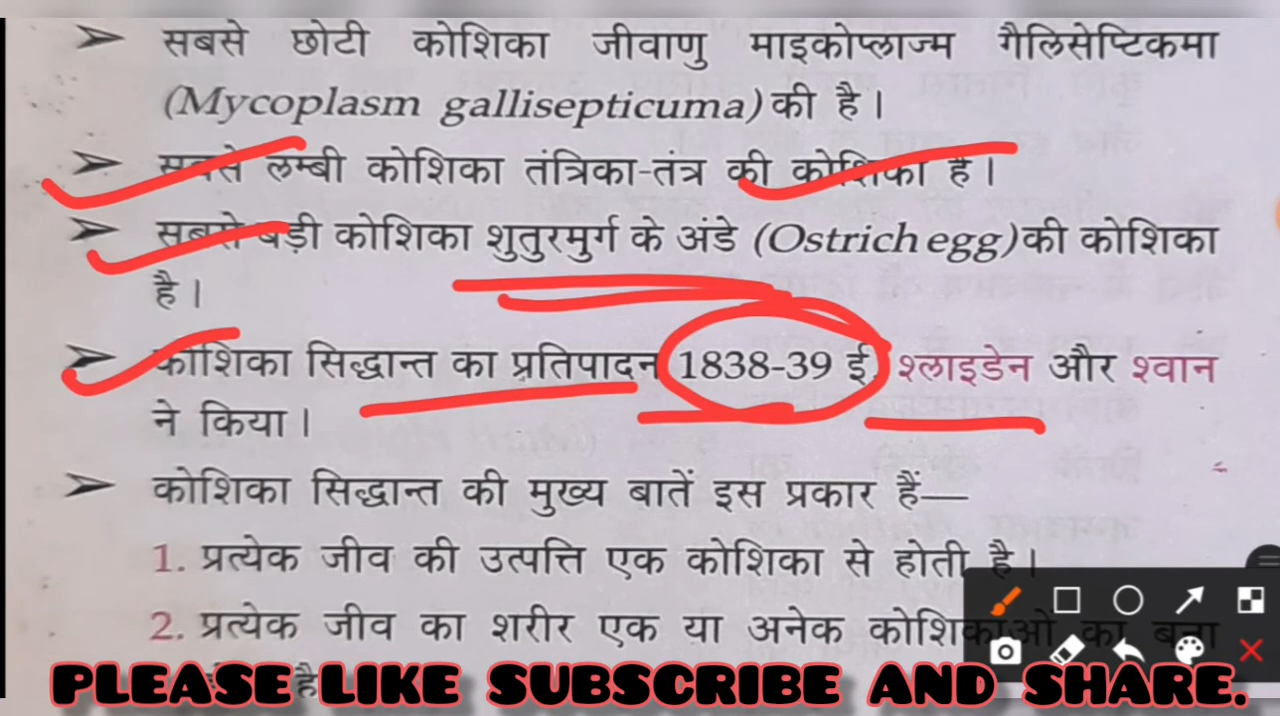 ➤ सबसे छोटी कोशिका जीवाणु माइकोप्लाज्म गैलिसेप्टिकमा
(Mycoplasm gallisepticuma) की है।
➤ सबसे लम्बी कोशिका तंत्रिका-तंत्र की कोशिका है।
➤ सबसे बड़ी कोशिका शुतुरमुर्ग के अंडे (Ostrich egg) की कोशिका
है।
➤ कोशिका सिद्धान्त का प्रतिपादन 1838-39 ई. श्लाइडेन और श्वान
ने किया।
➤ कोशिका सिद्धान्त की मुख्य बातें इस प्रकार हैं—
1. प्रत्येक जीव की उत्पत्ति एक कोशिका से होती है।
2. प्रत्येक जीव का शरीर एक या अनेक कोशिकाओं का बना
है
PLEASE LIKE SUBSCRIBE AND SHARE.